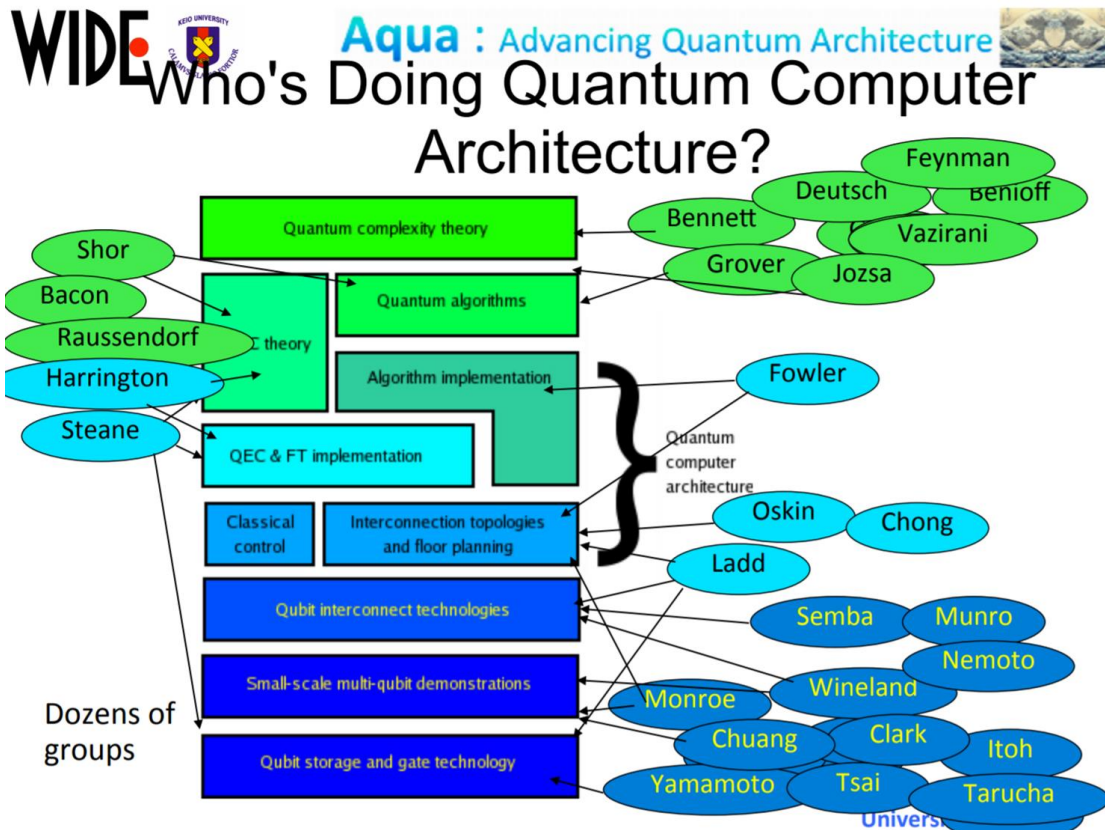 WIDE
KEIO UNIVERSITY
Aqua : Advancing Quantum Architecture
Who's Doing Quantum Computer
Architecture?
Feynman
Deutsch
Benioff
Bennett
Vazirani
Grover
Jozsa
Quantum complexity theory
Shor
Quantum algorithms
Bacon
Raussendorf
C theory
Harrington
Algorithm implementation
Fowler
Steane
QEC & FT implementation
Quantum
computer
architecture
Classical
control
Interconnection topologies
and floor planning
Oskin
Chong
Ladd
Qubit interconnect technologies
Semba
Munro
Nemoto
Small-scale multi-qubit demonstrations
Monroe
Wineland
Dozens of
groups
Chuang
Clark
Itoh
Qubit storage and gate technology
Yamamoto
Tsai
Tarucha
Universi